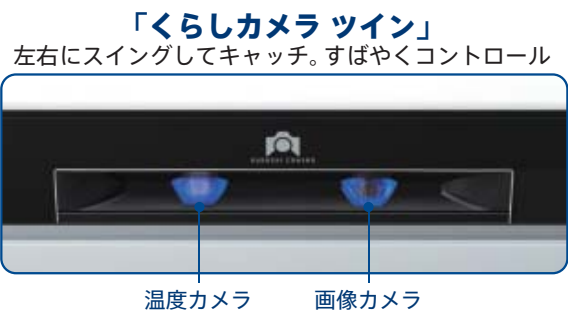 「くらしカメラ ツイン」
左右にスイングしてキャッチ。すばやくコントロール
KURASHI CAMERA
温度カメラ
画像カメラ